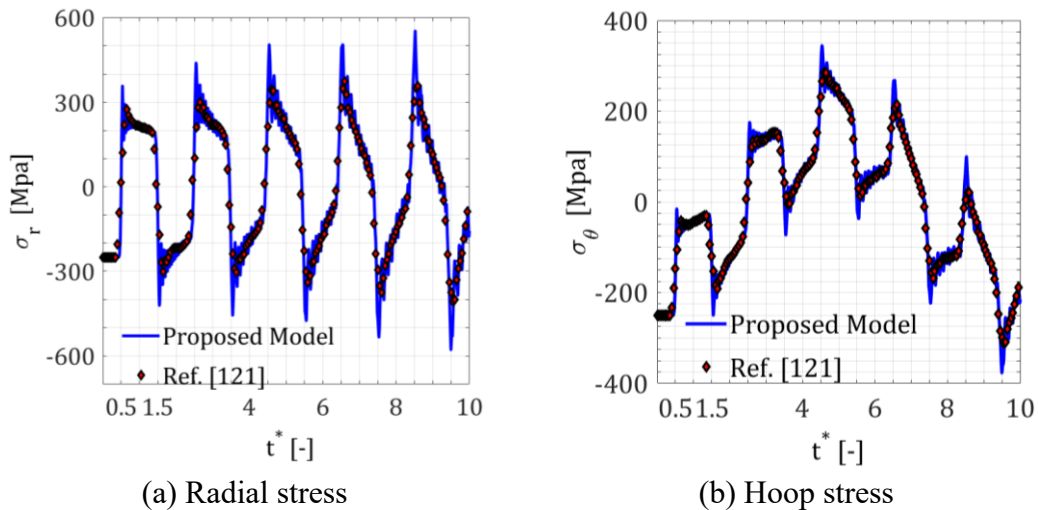 600
300
0
-300
-600
σr [Mpa]
Proposed Model
Ref. [121]
0.5 1.5 4 6 8 10
t* [-]
(a) Radial stress
400
200
0
-200
-400
σθ [Mpa]
Proposed Model
Ref. [121]
0.5 1.5 4 6 8 10
t* [-]
(b) Hoop stress